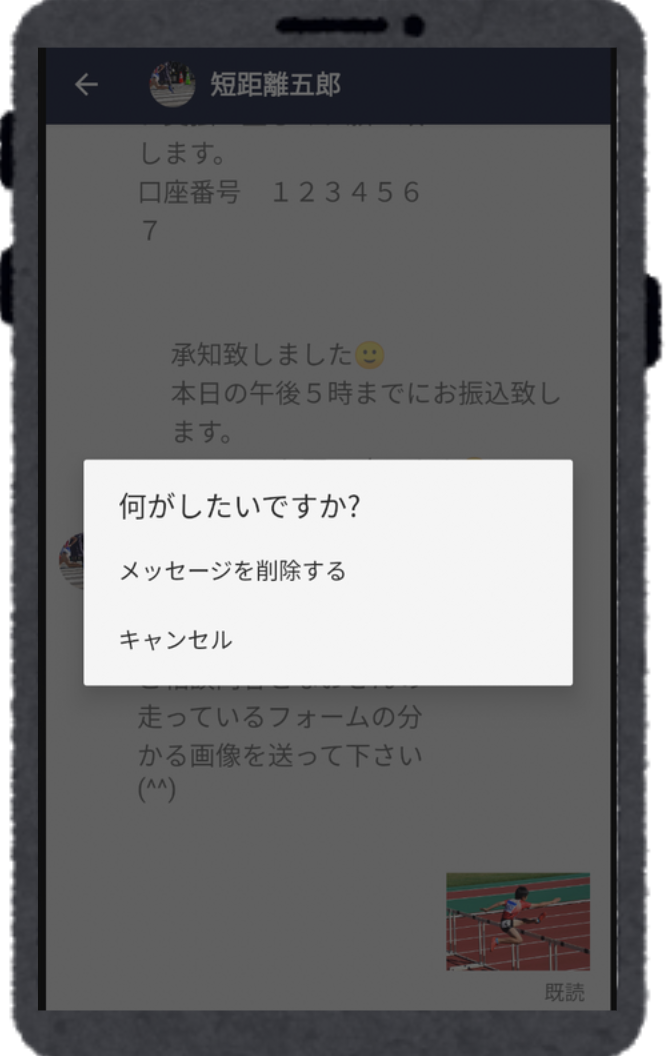 短距離五郎
します。
口座番号　１２３４５６
７
承知致しました🙂
本日の午後５時までにお振込致し
ます。
何がしたいですか?
メッセージを削除する
キャンセル
走っているフォームの分
かる画像を送って下さい
(^^)
既読